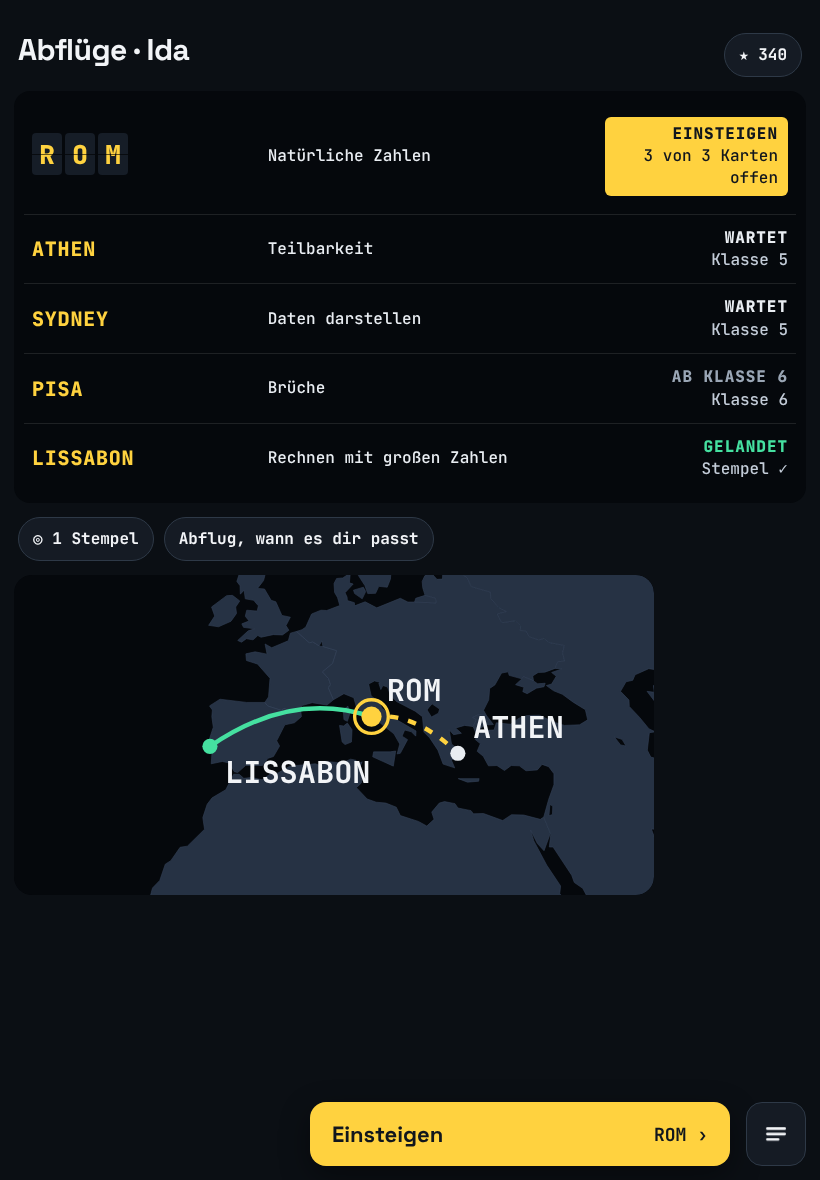 Abflüge · Ida
★ 340
ROM
Natürliche Zahlen
EINSTEIGEN
3 von 3 Karten
offen
ATHEN
Teilbarkeit
WARTET
Klasse 5
SYDNEY
Daten darstellen
WARTET
Klasse 5
PISA
Brüche
AB KLASSE 6
Klasse 6
LISSABON
Rechnen mit großen Zahlen
GELANDET
Stempel ✓
◎ 1 Stempel
Abflug, wann es dir passt
ROM
ATHEN
LISSABON
Einsteigen
ROM ›